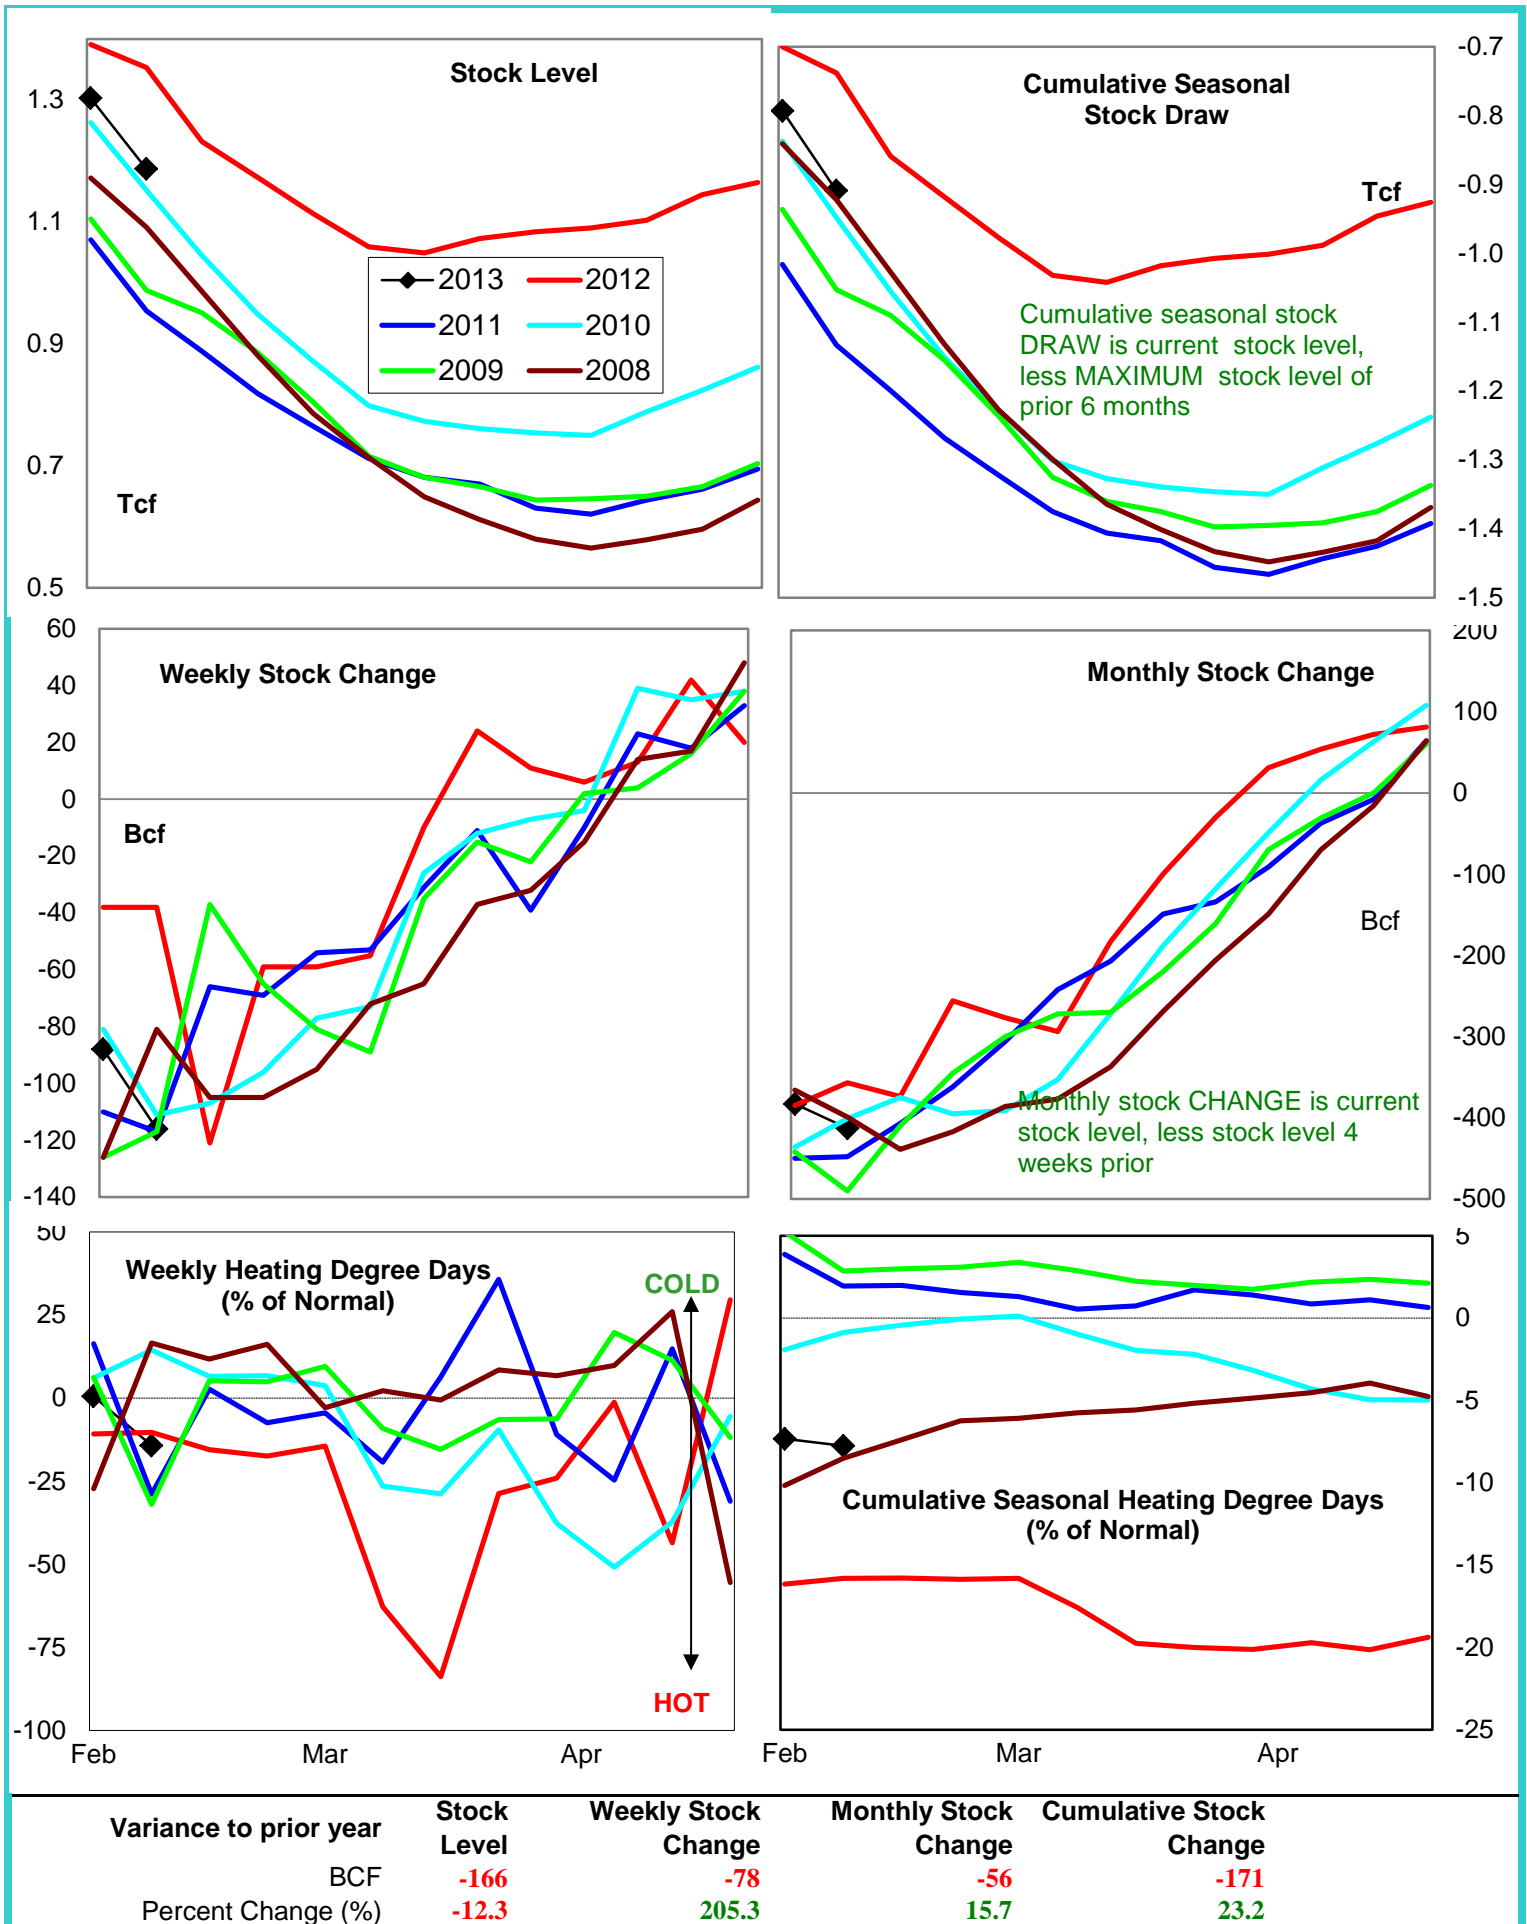 Stock Level
1.3
1.1
0.9
0.7
0.5
Tcf
2013
2012
2011
2010
2009
2008
Cumulative Seasonal
Stock Draw
Tcf
Cumulative seasonal stock
DRAW is current stock level,
less MAXIMUM stock level of
prior 6 months
-0.7
-0.8
-0.9
-1.0
-1.1
-1.2
-1.3
-1.4
-1.5
Weekly Stock Change
Bcf
60
40
20
0
-20
-40
-60
-80
-100
-120
-140
Monthly Stock Change
Bcf
Monthly stock CHANGE is current
stock level, less stock level 4
weeks prior
200
100
0
-100
-200
-300
-400
-500
Weekly Heating Degree Days
(% of Normal)
COLD
HOT
50
25
0
-25
-50
-75
-100
Feb Mar Apr
Cumulative Seasonal Heating Degree Days
(% of Normal)
5
0
-5
-10
-15
-20
-25
Feb Mar Apr
Variance to prior year
Stock
Level
Weekly Stock
Change
Monthly Stock
Change
Cumulative Stock
Change
BCF -166 -78 -56 -171
Percent Change (%) -12.3 205.3 15.7 23.2